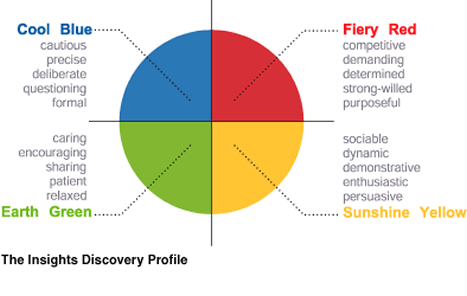 Cool Blue
cautious
precise
deliberate
questioning
formal
Fiery Red
competitive
demanding
determined
strong-willed
purposeful
caring
encouraging
sharing
patient
relaxed
Earth Green
sociable
dynamic
demonstrative
enthusiastic
persuasive
Sunshine Yellow
The Insights Discovery Profile